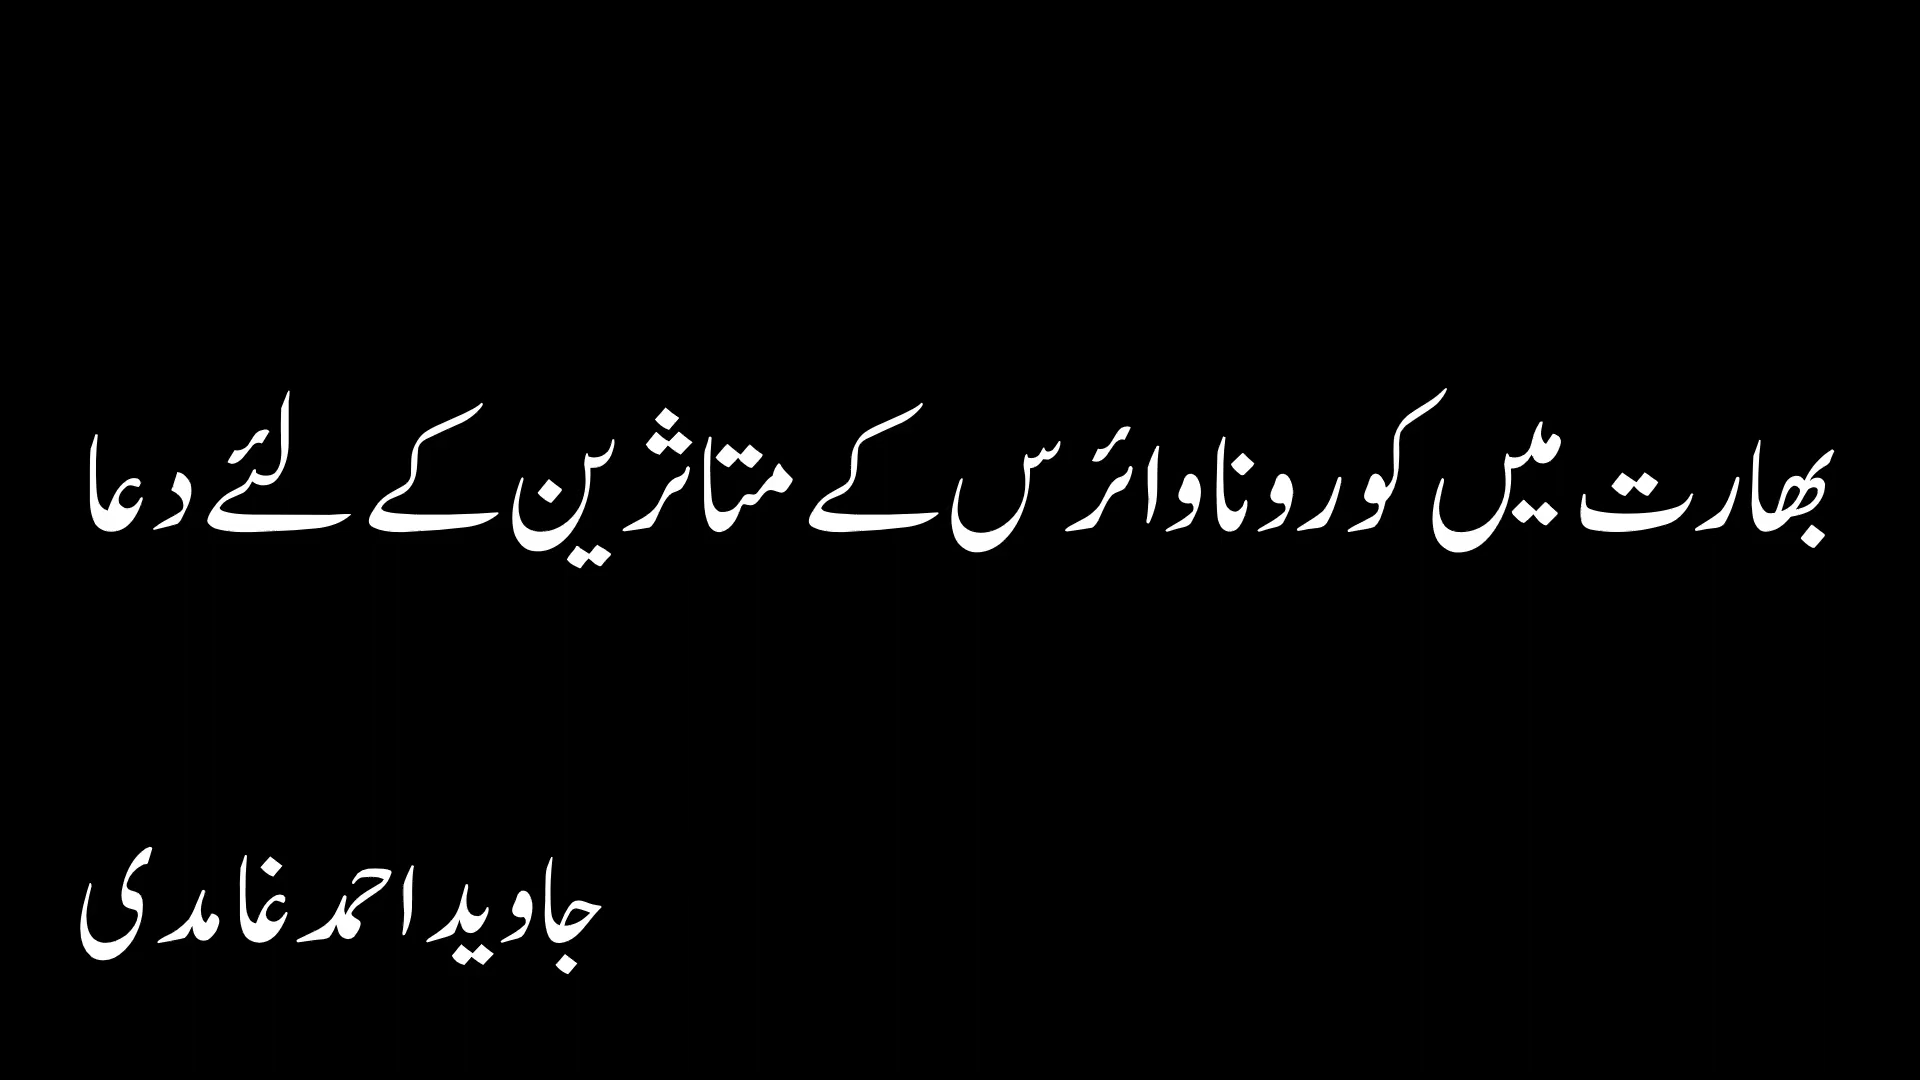 بھارت میں کورونا وائرس کے متاثرین کے لئے دعا
جاوید احمد غامدی